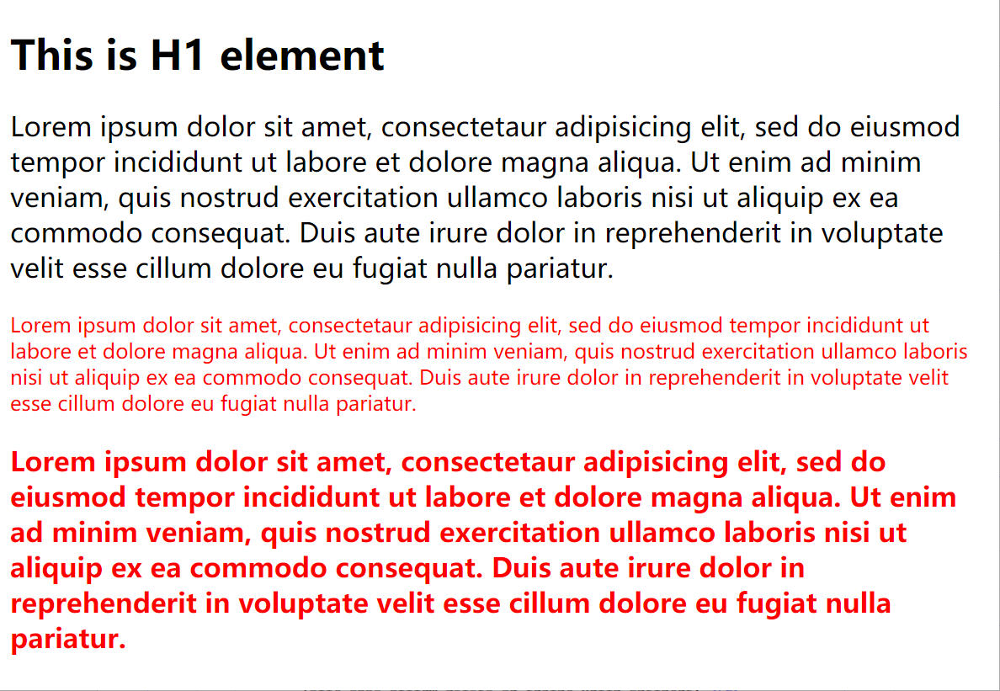 This is H1 element
Lorem ipsum dolor sit amet, consectetaur adipisicing elit, sed do eiusmod
tempor incididunt ut labore et dolore magna aliqua. Ut enim ad minim
veniam, quis nostrud exercitation ullamco laboris nisi ut aliquip ex ea
commodo consequat. Duis aute irure dolor in reprehenderit in voluptate
velit esse cillum dolore eu fugiat nulla pariatur.
Lorem ipsum dolor sit amet, consectetaur adipisicing elit, sed do eiusmod tempor incididunt ut
labore et dolore magna aliqua. Ut enim ad minim veniam, quis nostrud exercitation ullamco laboris
nisi ut aliquip ex ea commodo consequat. Duis aute irure dolor in reprehenderit in voluptate velit
esse cillum dolore eu fugiat nulla pariatur.
Lorem ipsum dolor sit amet, consectetaur adipisicing elit, sed do
eiusmod tempor incididunt ut labore et dolore magna aliqua. Ut enim
ad minim veniam, quis nostrud exercitation ullamco laboris nisi ut
aliquip ex ea commodo consequat. Duis aute irure dolor in
reprehenderit in voluptate velit esse cillum dolore eu fugiat nulla
pariatur.